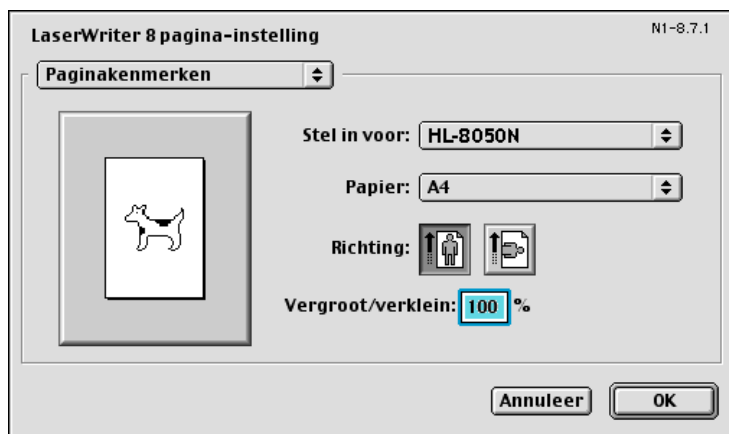 LaserWriter 8 pagina-instelling
N1-8.7.1
Paginakenmerken
Stel in voor: HL-8050N
Papier: A4
Richting:
Vergroot/verklein: 100 %
Annuleer
OK